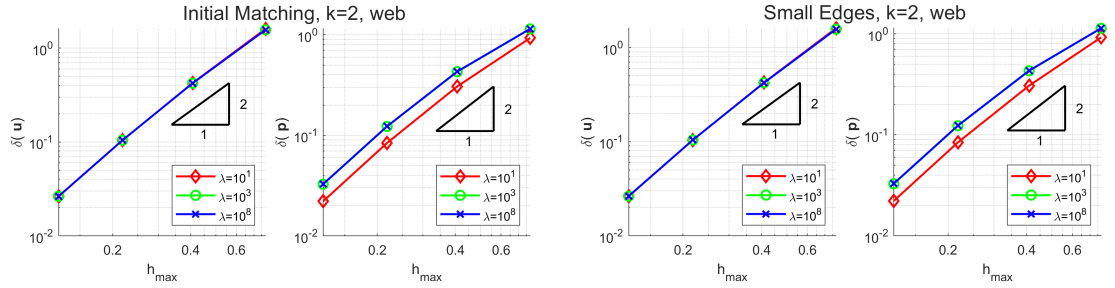 Initial Matching, k=2, web
δ( u)
10^0
10^-1
10^-2
0.2
0.4
0.6
h_max
1
2
λ=10^1
λ=10^3
λ=10^8
δ( p)
10^0
10^-1
10^-2
0.2
0.4
0.6
h_max
1
2
λ=10^1
λ=10^3
λ=10^8
Small Edges, k=2, web
δ( u)
10^0
10^-1
10^-2
0.2
0.4
0.6
h_max
1
2
λ=10^1
λ=10^3
λ=10^8
δ( p)
10^0
10^-1
10^-2
0.2
0.4
0.6
h_max
1
2
λ=10^1
λ=10^3
λ=10^8